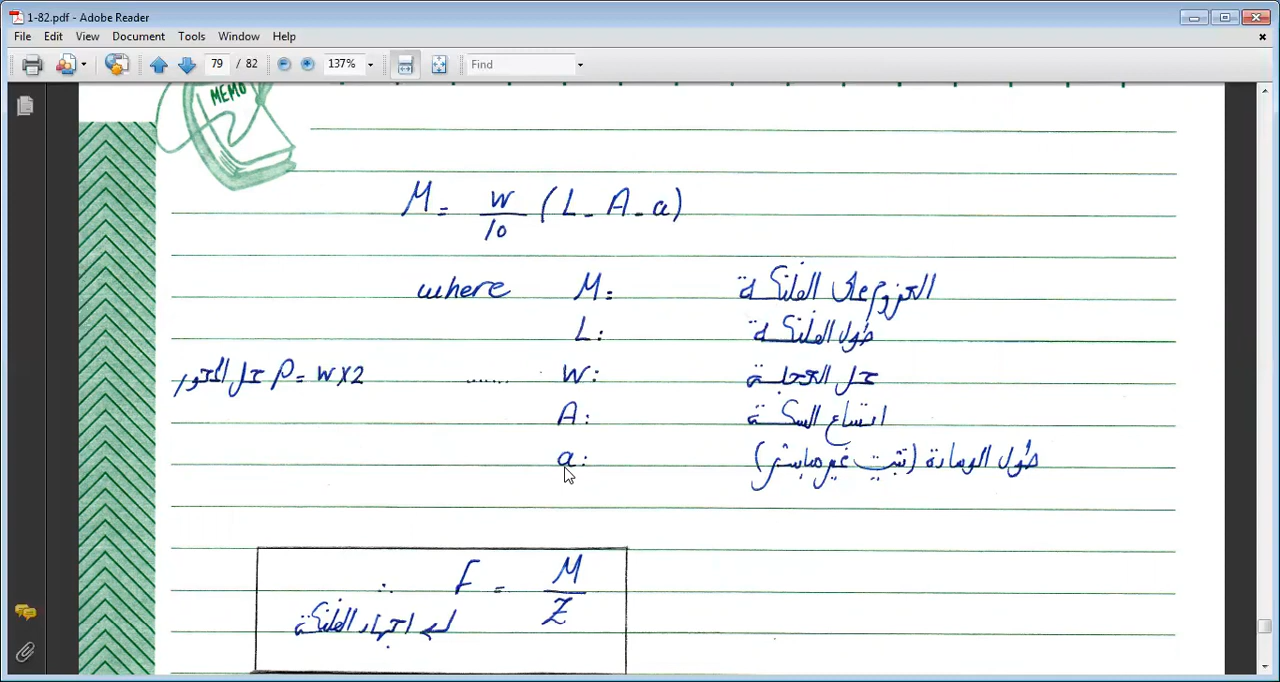 1-82.pdf - Adobe Reader
File Edit View Document Tools Window Help
79 / 82 137% Find
MEMO
M = w/10 (L - A - a)
where M: العزوم على الفلنكة
L: طول الفلنكة
حمل المحور P = w x 2 ...... w: حمل العجلة
A: اتساع السكة
a: طول الوسادة (تثبيت غير مباشر)
∴ F = M/Z
اجهاد الفلنكة